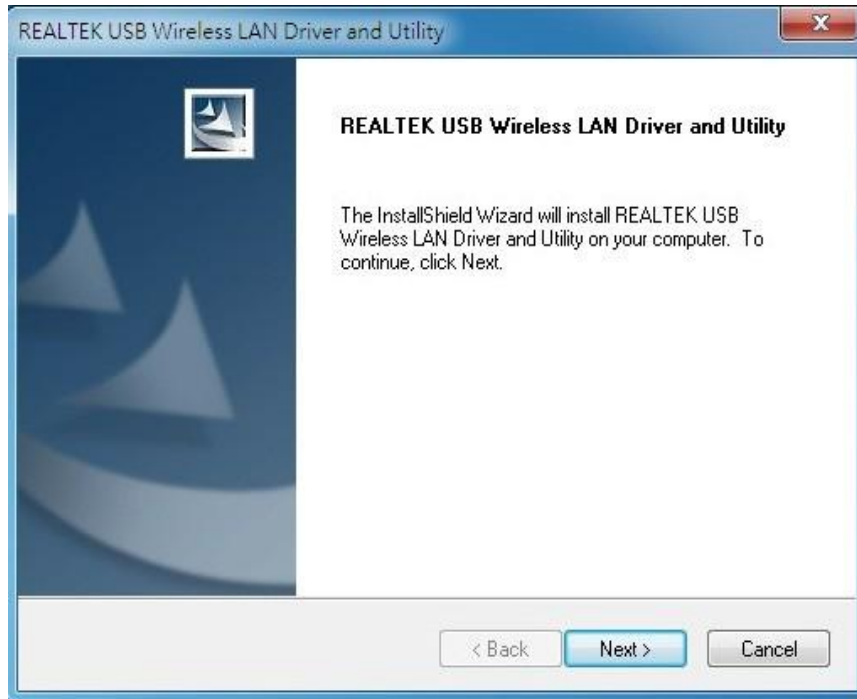 REALTEK USB Wireless LAN Driver and Utility
X
REALTEK USB Wireless LAN Driver and Utility
The InstallShield Wizard will install REALTEK USB
Wireless LAN Driver and Utility on your computer. To
continue, click Next.
< Back Next > Cancel